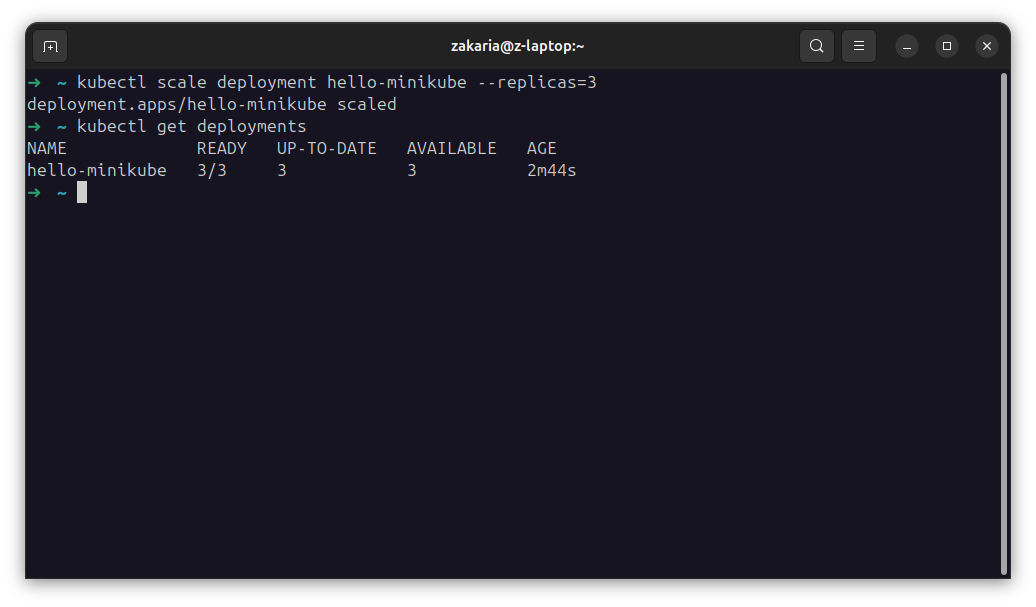 zakaria@z-laptop:~
➜ ~ kubectl scale deployment hello-minikube --replicas=3
deployment.apps/hello-minikube scaled
➜ ~ kubectl get deployments
NAME READY UP-TO-DATE AVAILABLE AGE
hello-minikube 3/3 3 3 2m44s
➜ ~